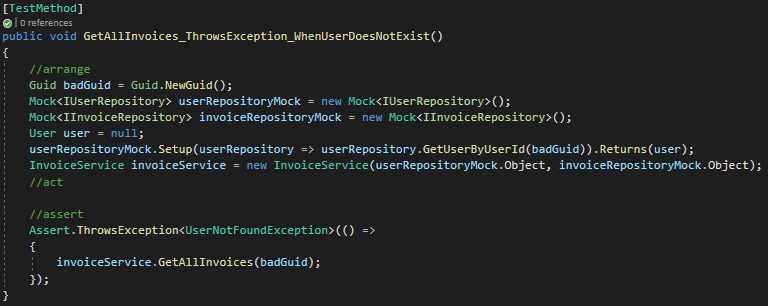 [TestMethod]
0 references
public void GetAllInvoices_ThrowsException_WhenUserDoesNotExist()
{
//arrange
Guid badGuid = Guid.NewGuid();
Mock<IUserRepository> userRepositoryMock = new Mock<IUserRepository>();
Mock<IInvoiceRepository> invoiceRepositoryMock = new Mock<IInvoiceRepository>();
User user = null;
userRepositoryMock.Setup(userRepository => userRepository.GetUserByUserId(badGuid)).Returns(user);
InvoiceService invoiceService = new InvoiceService(userRepositoryMock.Object, invoiceRepositoryMock.Object);
//act
//assert
Assert.ThrowsException<UserNotFoundException>(() =>
{
invoiceService.GetAllInvoices(badGuid);
});
}